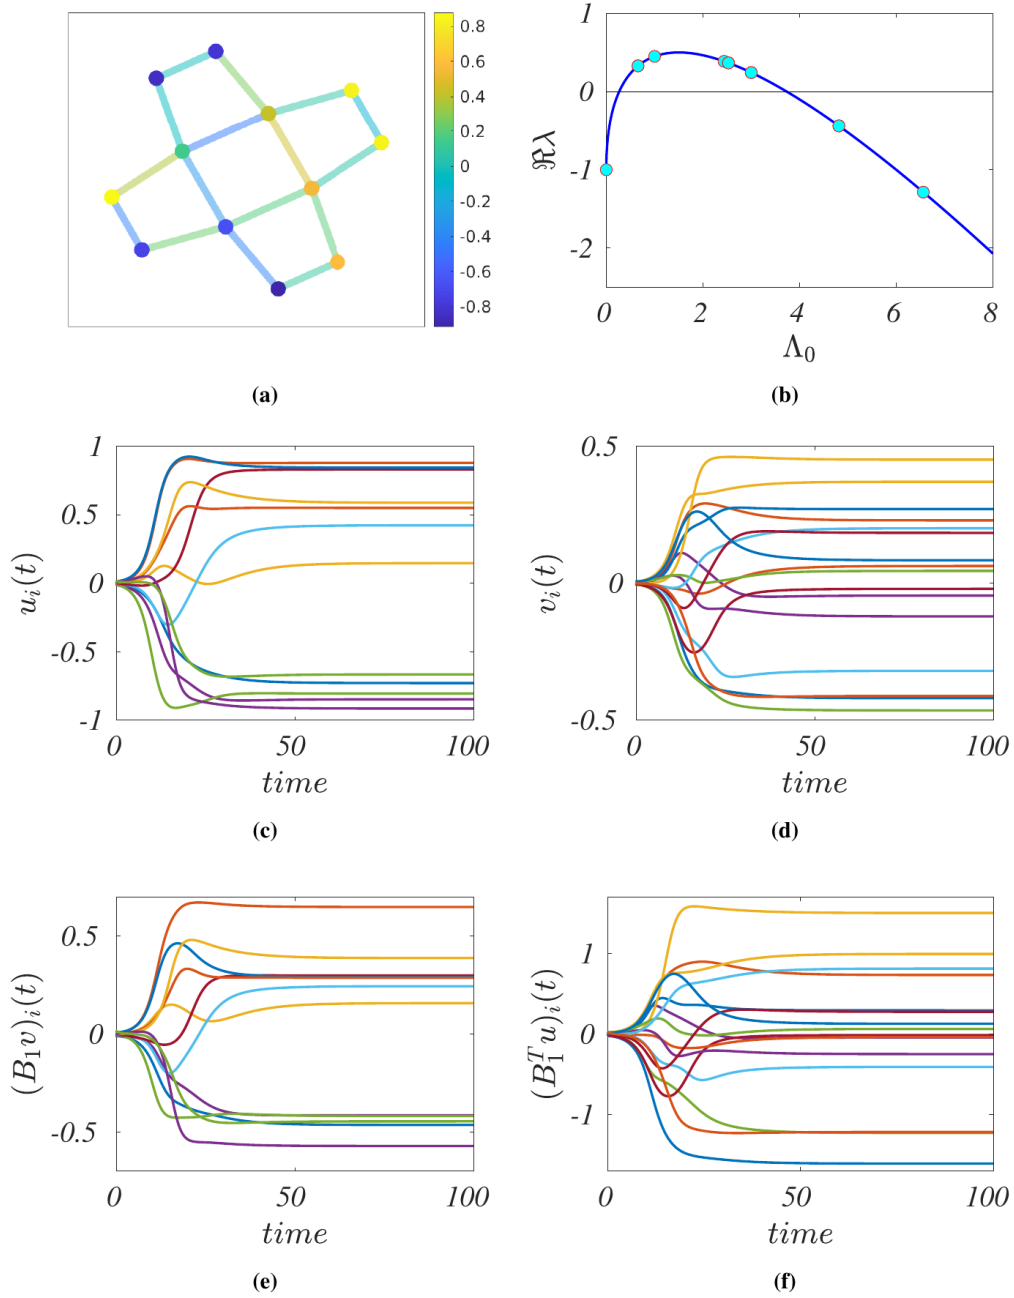 0.8
0.6
0.4
0.2
0
-0.2
-0.4
-0.6
-0.8
(a)
1
0
-1
-2
ℜλ
0 2 4 6 8
Λ₀
(b)
1
0.5
0
-0.5
-1
uᵢ(t)
0 50 100
time
(c)
0.5
0
-0.5
vᵢ(t)
0 50 100
time
(d)
0.5
0
-0.5
(B₁v)ᵢ(t)
0 50 100
time
(e)
1
0
-1
(B₁ᵀu)ᵢ(t)
0 50 100
time
(f)